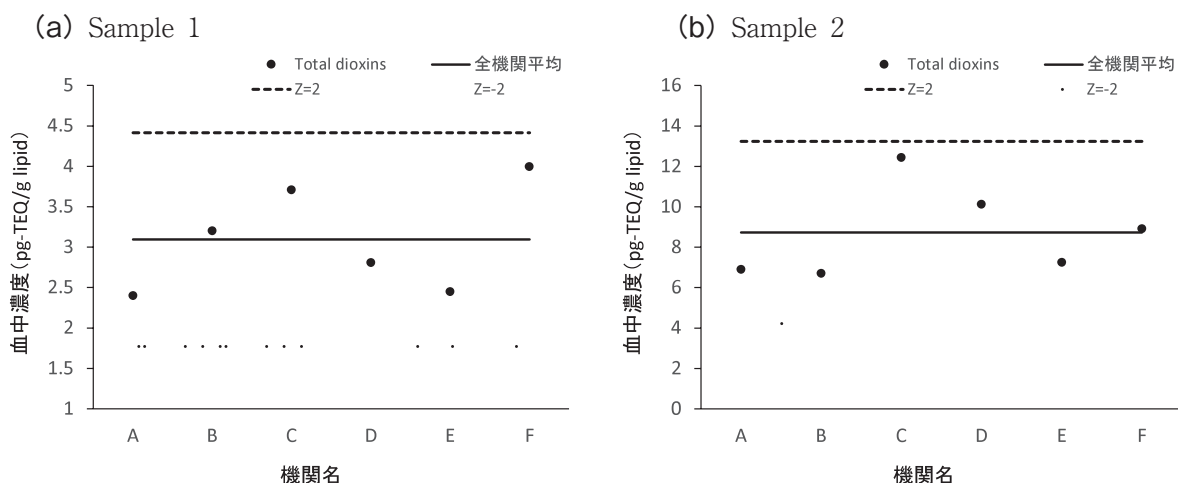 (a) Sample 1
Total dioxins
全機関平均
Z=2
Z=-2
血中濃度(pg-TEQ/g lipid)
5
4.5
4
3.5
3
2.5
2
1.5
1
A B C D E F
機関名
(b) Sample 2
Total dioxins
全機関平均
Z=2
Z=-2
血中濃度(pg-TEQ/g lipid)
16
14
12
10
8
6
4
2
0
A B C D E F
機関名